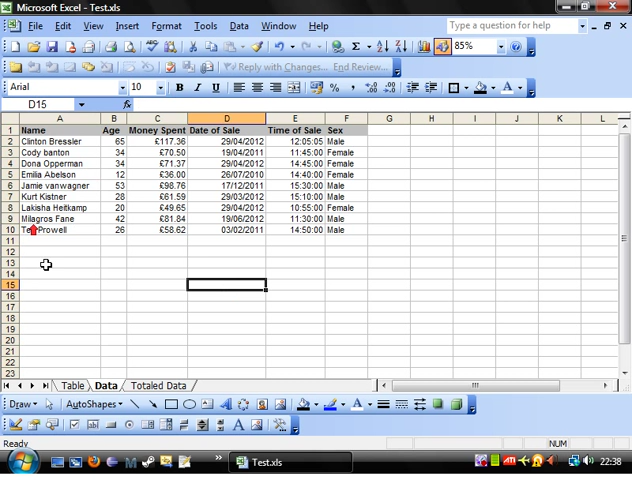 Microsoft Excel - Test.xls
File Edit View Insert Format Tools Data Window Help Type a question for help
Σ 85%
Reply with Changes... End Review...
Arial 10 B I U
D15 fx
A B C D E F G H I J K L
1 Name Age Money Spent Date of Sale Time of Sale Sex
2 Clinton Bressler 65 £117.36 29/04/2012 12:05:05 Male
3 Cody banton 34 £70.50 19/04/2011 11:45:00 Female
4 Dona Opperman 34 £71.37 29/04/2012 14:45:00 Female
5 Emilia Abelson 12 £36.00 26/07/2010 14:40:00 Female
6 Jamie vanwagner 53 £98.76 17/12/2011 15:30:00 Male
7 Kurt Kistner 28 £61.59 29/03/2012 15:10:00 Male
8 Lakisha Heitkamp 20 £49.65 29/04/2012 10:55:00 Female
9 Milagros Fane 42 £81.84 19/06/2012 11:30:00 Male
10 Prowell 26 £58.62 03/02/2011 14:50:00 Male
11
12
13
14
15
16
17
18
19
20
21
22
23
Table Data Totaled Data
Draw AutoShapes
Ready NUM
Test.xls ATI 22:38